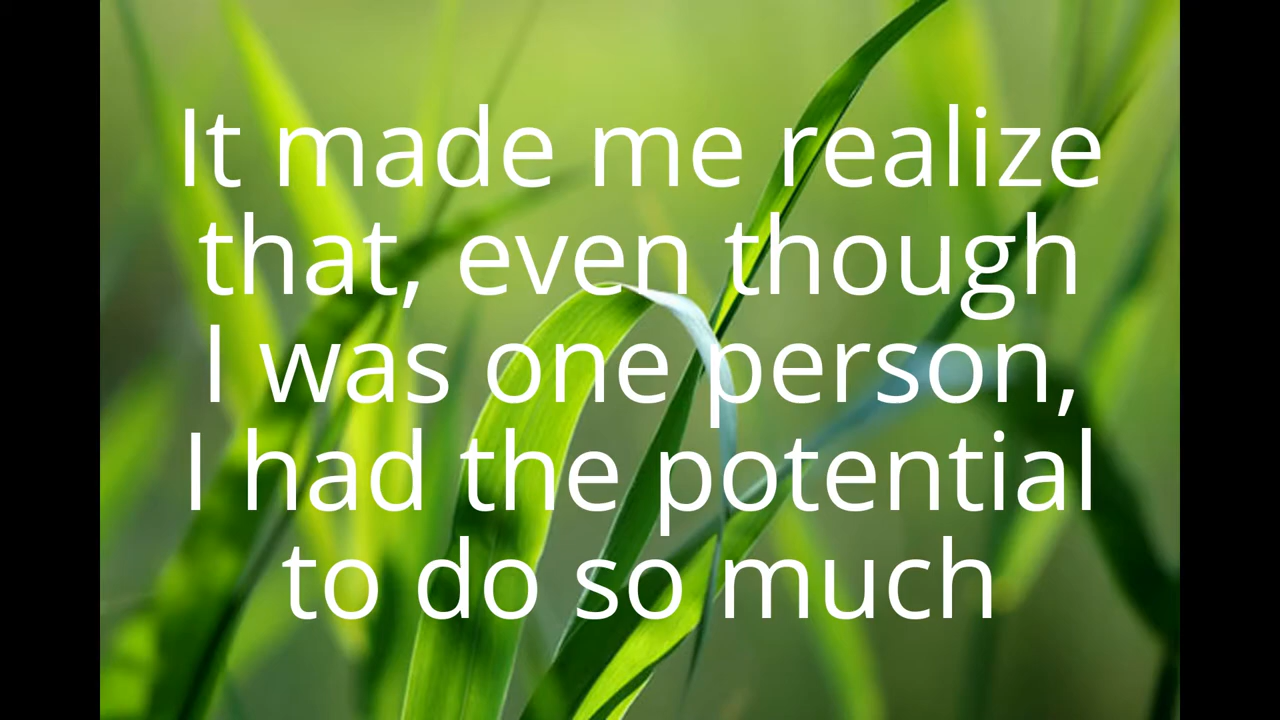 It made me realize
that, even though
I was one person,
I had the potential
to do so much